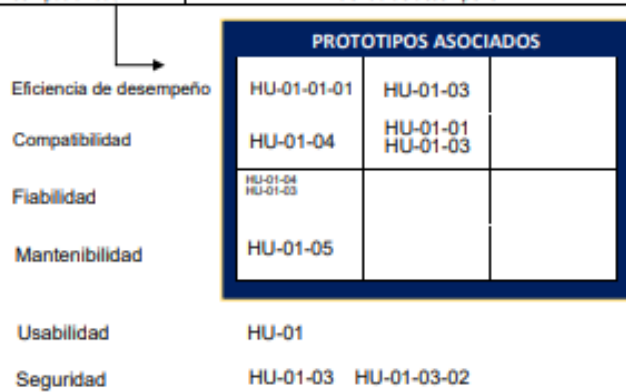 PROTOTIPOS ASOCIADOS
Eficiencia de desempeño HU-01-01-01 HU-01-03
Compatibilidad HU-01-04 HU-01-01
HU-01-03
Fiabilidad HU-01-04
HU-01-03
Mantenibilidad HU-01-05
Usabilidad HU-01
Seguridad HU-01-03 HU-01-03-02